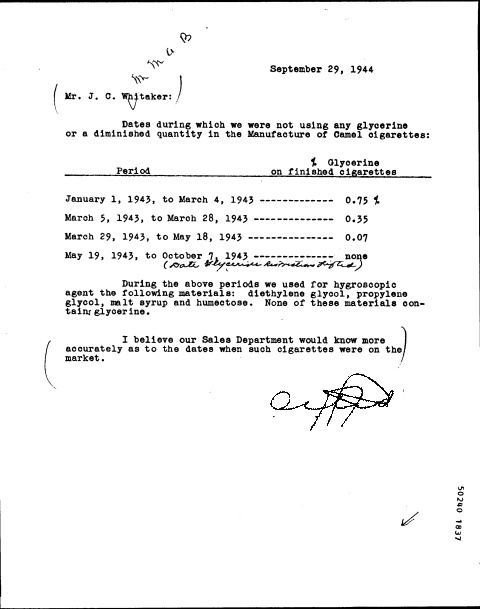 September 29, 1944
Mr. J. C. Whitaker:
Dates during which we were not using any glycerine
or a diminished quantity in the Manufacture of Camel cigarettes:
% Glycerine
Period on finished cigarettes
January 1, 1943, to March 4, 1943 ------------- 0.75 %
March 5, 1943, to March 28, 1943 -------------- 0.35
March 29, 1943, to May 18, 1943 --------------- 0.07
May 19, 1943, to October 7, 1943 -------------- none
(Date Glycerine Restrictions Lifted)
During the above periods we used for hygroscopic
agent the following materials: diethylene glycol, propylene
glycol, malt syrup and humectose. None of these materials con-
tain glycerine.
I believe our Sales Department would know more
accurately as to the dates when such cigarettes were on the
market.
50240 1837